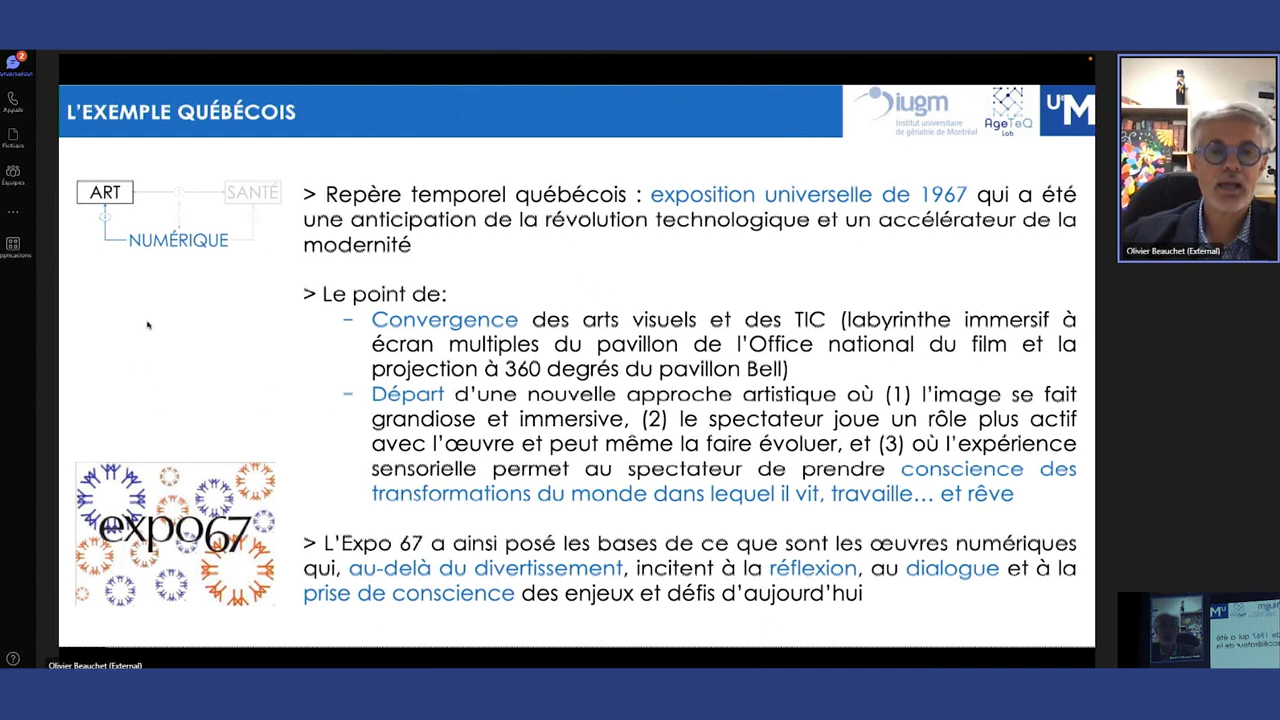 L'EXEMPLE QUÉBÉCOIS
iugm
Institut universitaire
de gériatrie de Montréal
AgeTeQ
Lab
ART
SANTÉ
NUMÉRIQUE
> Repère temporel québécois : exposition universelle de 1967 qui a été
une anticipation de la révolution technologique et un accélérateur de la
modernité
> Le point de:
− Convergence des arts visuels et des TIC (labyrinthe immersif à
écran multiples du pavillon de l'Office national du film et la
projection à 360 degrés du pavillon Bell)
− Départ d'une nouvelle approche artistique où (1) l'image se fait
grandiose et immersive, (2) le spectateur joue un rôle plus actif
avec l'œuvre et peut même la faire évoluer, et (3) où l'expérience
sensorielle permet au spectateur de prendre conscience des
transformations du monde dans lequel il vit, travaille… et rêve
expo67
> L'Expo 67 a ainsi posé les bases de ce que sont les œuvres numériques
qui, au-delà du divertissement, incitent à la réflexion, au dialogue et à la
prise de conscience des enjeux et défis d'aujourd'hui
Olivier Beauchet (External)
Olivier Beauchet (External)
2
Appels
Fichiers
Équipes